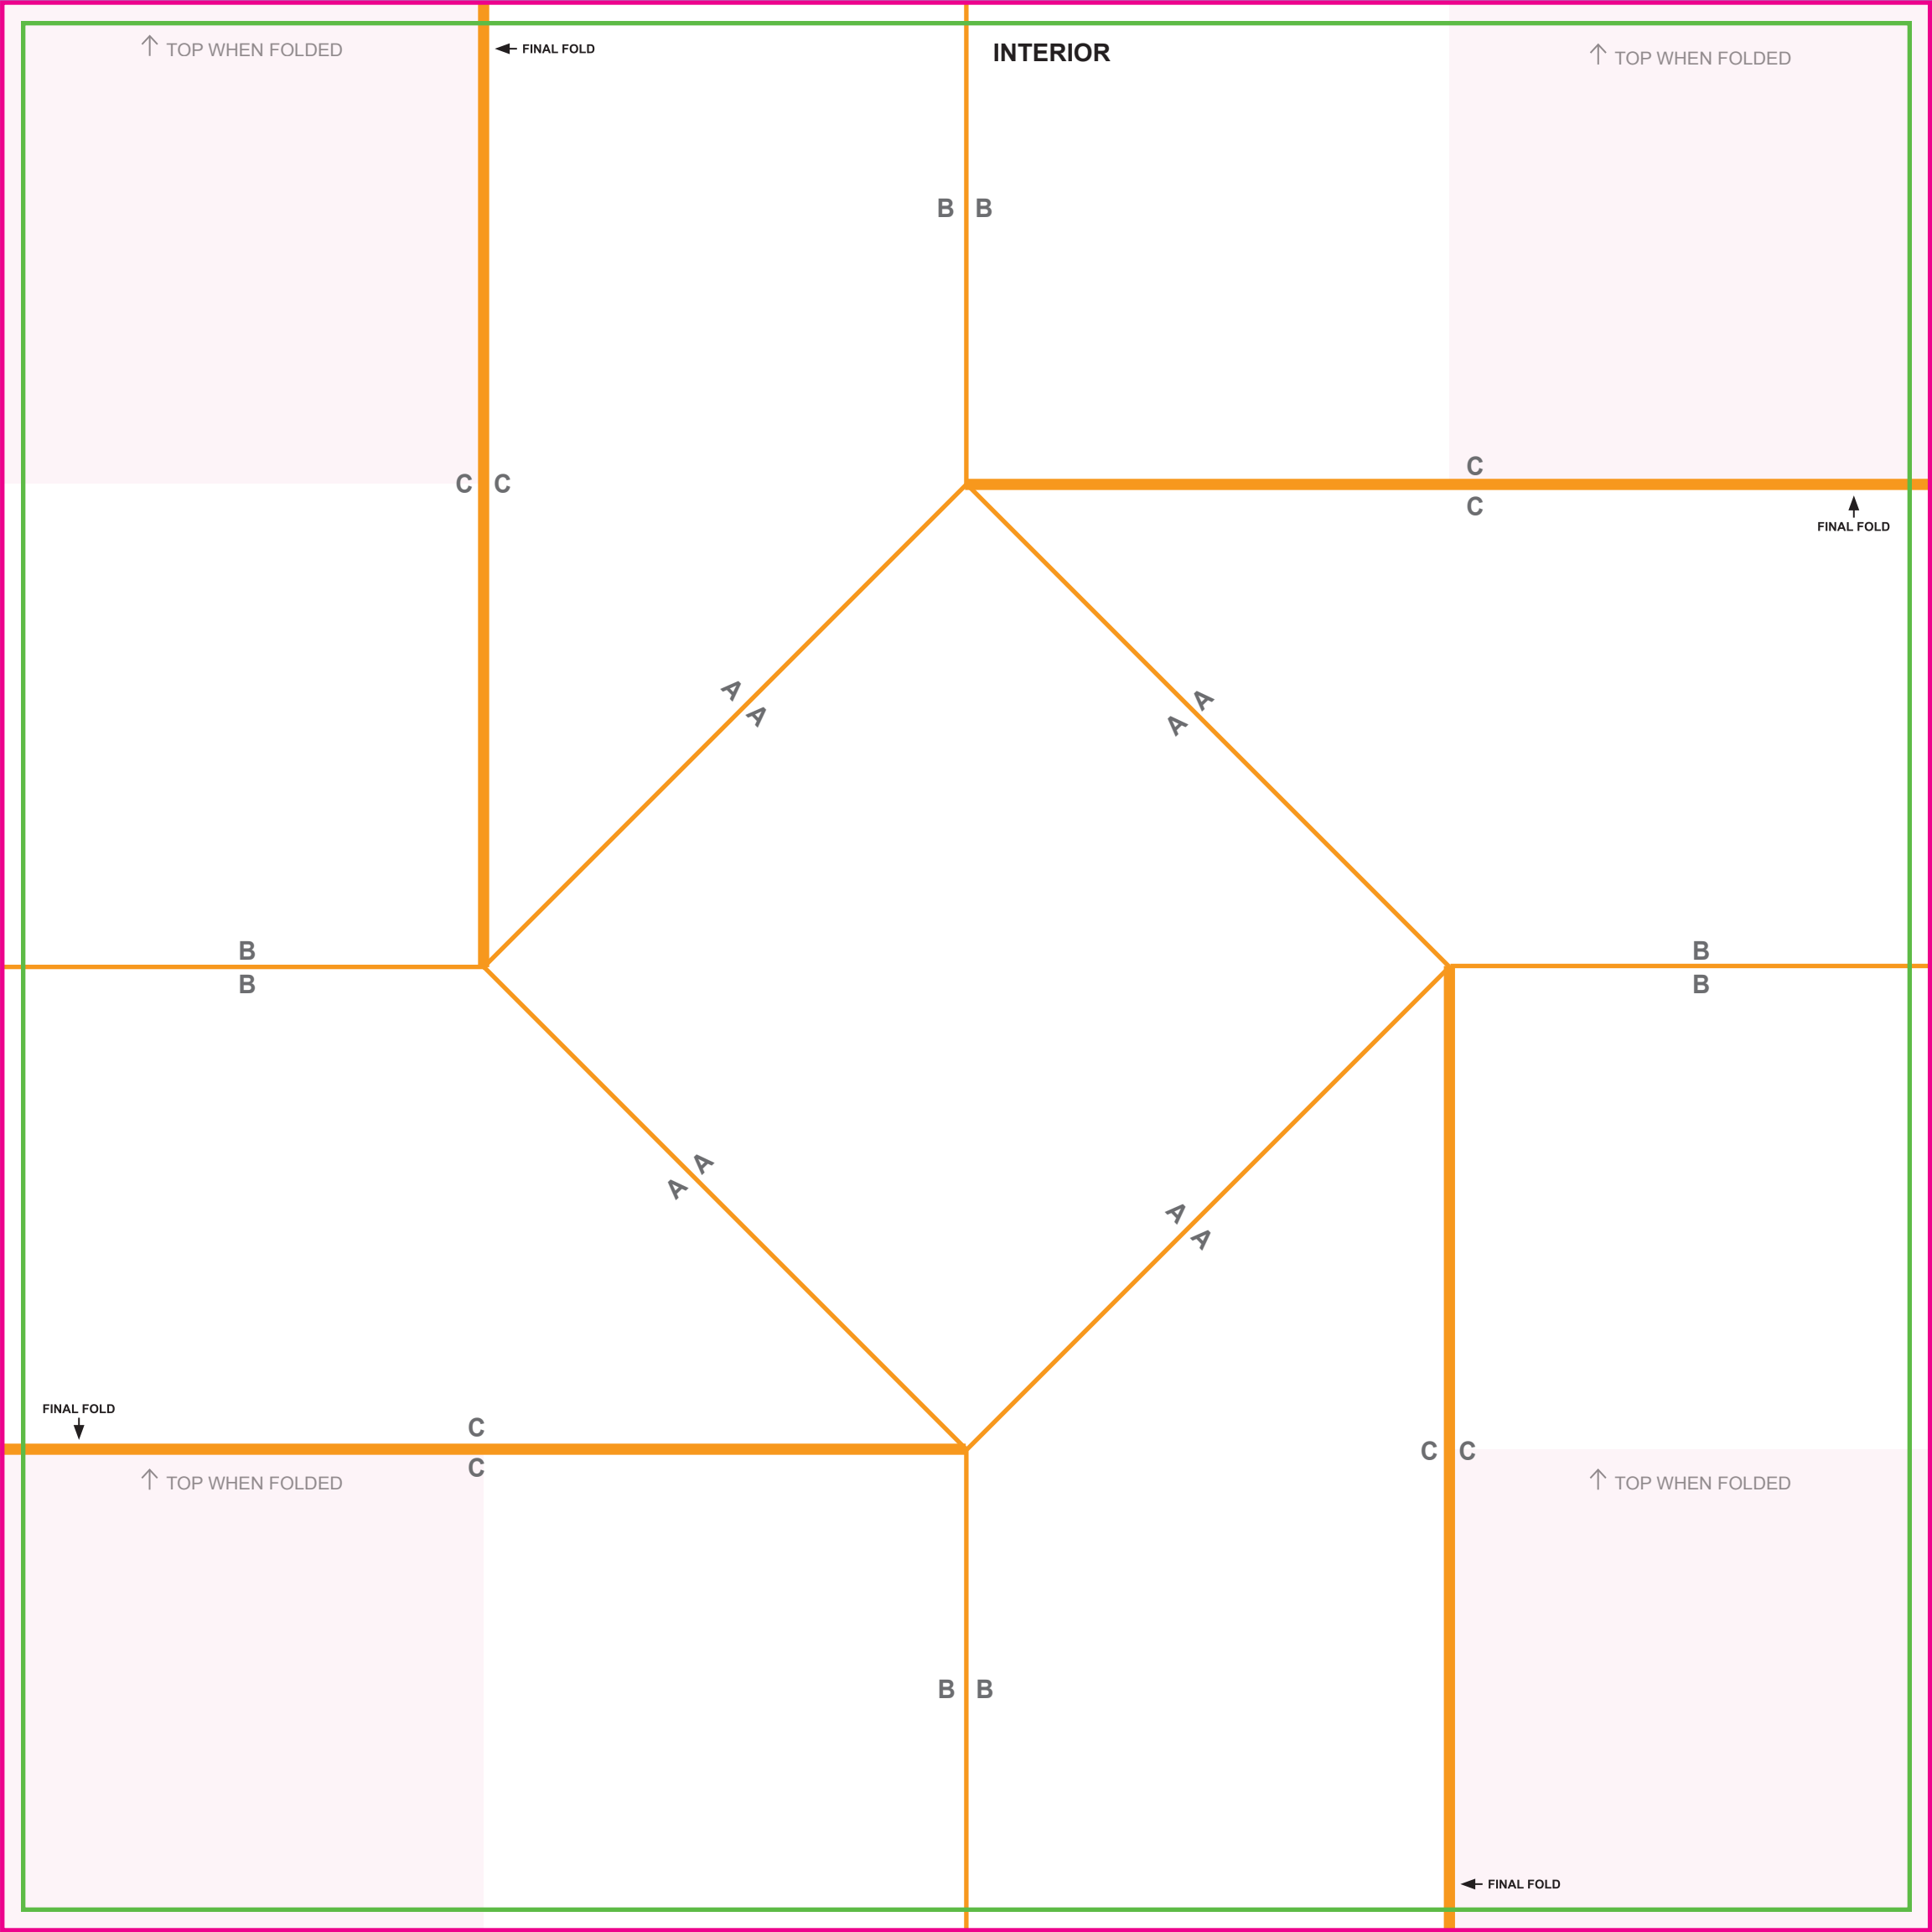 ↑ TOP WHEN FOLDED
FINAL FOLD
INTERIOR
↑ TOP WHEN FOLDED
B B
C
C C
C
FINAL FOLD
A
A
A
A
B
B
B
B
A
A
A
A
FINAL FOLD
C
C
C C
↑ TOP WHEN FOLDED
↑ TOP WHEN FOLDED
B B
FINAL FOLD